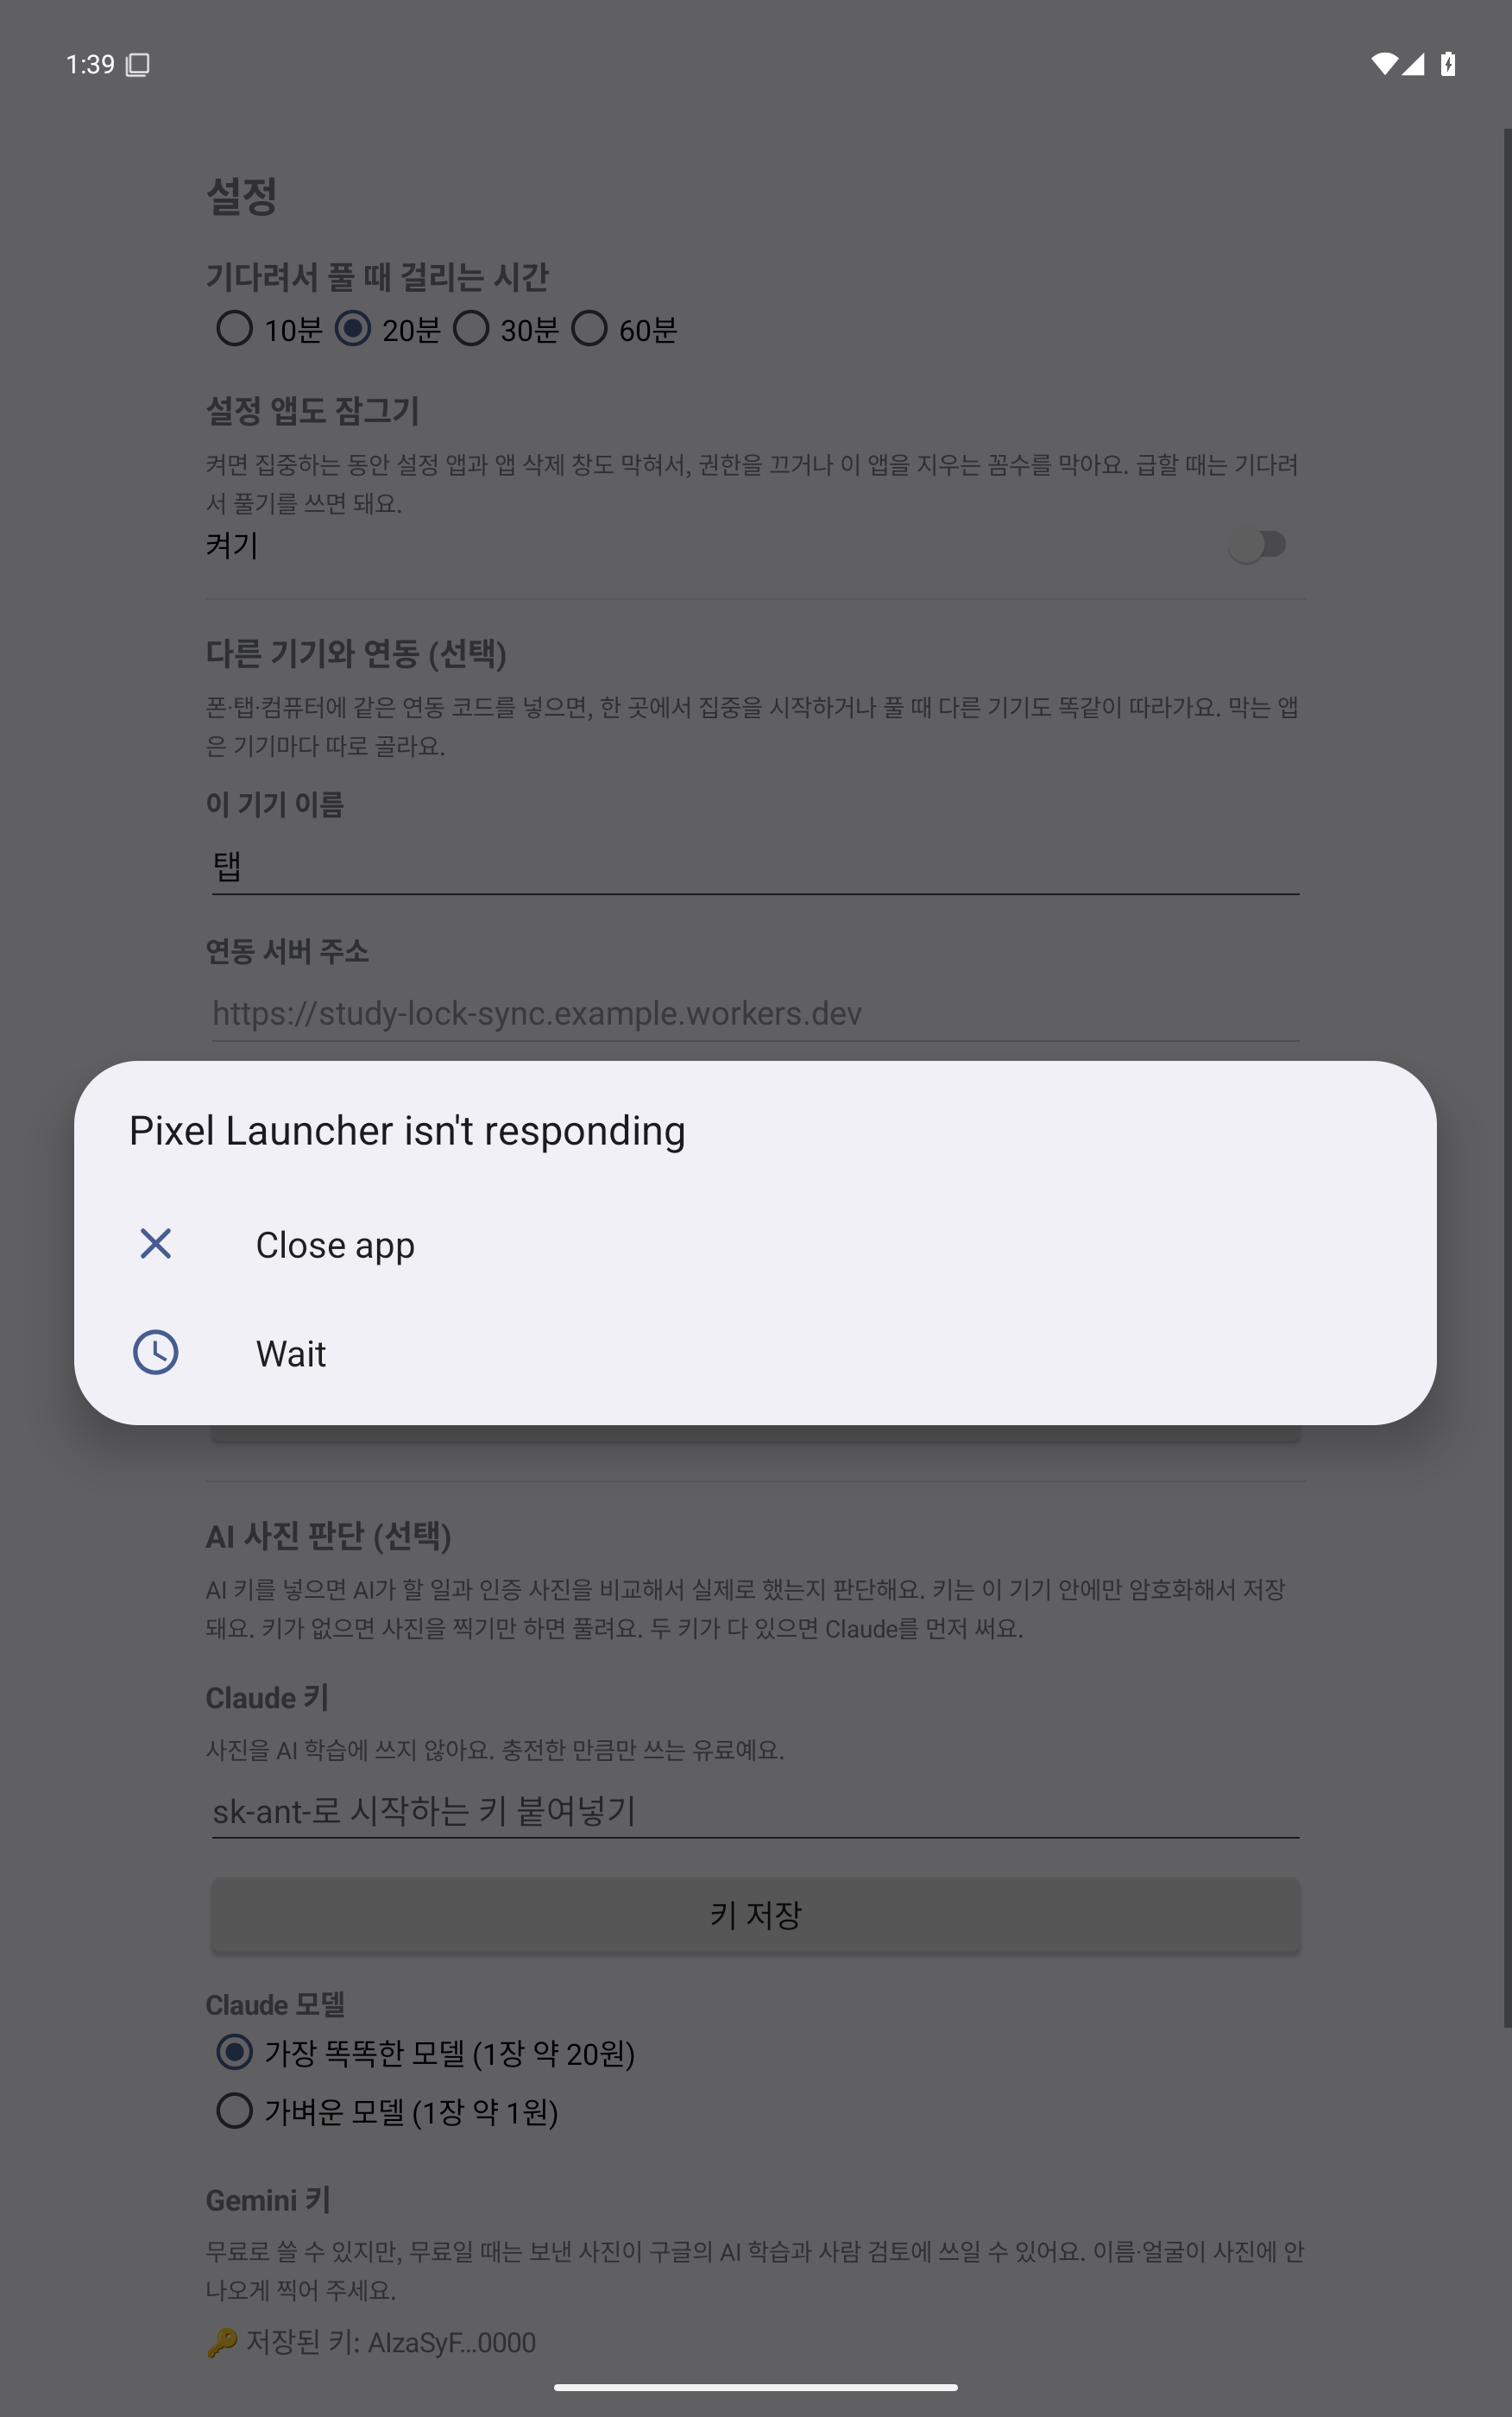 1:39
설정
기다려서 풀 때 걸리는 시간
10분 20분 30분 60분
설정 앱도 잠그기
켜면 집중하는 동안 설정 앱과 앱 삭제 창도 막혀서, 권한을 끄거나 이 앱을 지우는 꼼수를 막아요. 급할 때는 기다려
서 풀기를 쓰면 돼요.
켜기
다른 기기와 연동 (선택)
폰·탭·컴퓨터에 같은 연동 코드를 넣으면, 한 곳에서 집중을 시작하거나 풀 때 다른 기기도 똑같이 따라가요. 막는 앱
은 기기마다 따로 골라요.
이 기기 이름
탭
연동 서버 주소
https://study-lock-sync.example.workers.dev
Pixel Launcher isn't responding
Close app
Wait
AI 사진 판단 (선택)
AI 키를 넣으면 AI가 할 일과 인증 사진을 비교해서 실제로 했는지 판단해요. 키는 이 기기 안에만 암호화해서 저장
돼요. 키가 없으면 사진을 찍기만 하면 풀려요. 두 키가 다 있으면 Claude를 먼저 써요.
Claude 키
사진을 AI 학습에 쓰지 않아요. 충전한 만큼만 쓰는 유료예요.
sk-ant-로 시작하는 키 붙여넣기
키 저장
Claude 모델
가장 똑똑한 모델 (1장 약 20원)
가벼운 모델 (1장 약 1원)
Gemini 키
무료로 쓸 수 있지만, 무료일 때는 보낸 사진이 구글의 AI 학습과 사람 검토에 쓰일 수 있어요. 이름·얼굴이 사진에 안
나오게 찍어 주세요.
🔑 저장된 키: AIzaSyF…0000